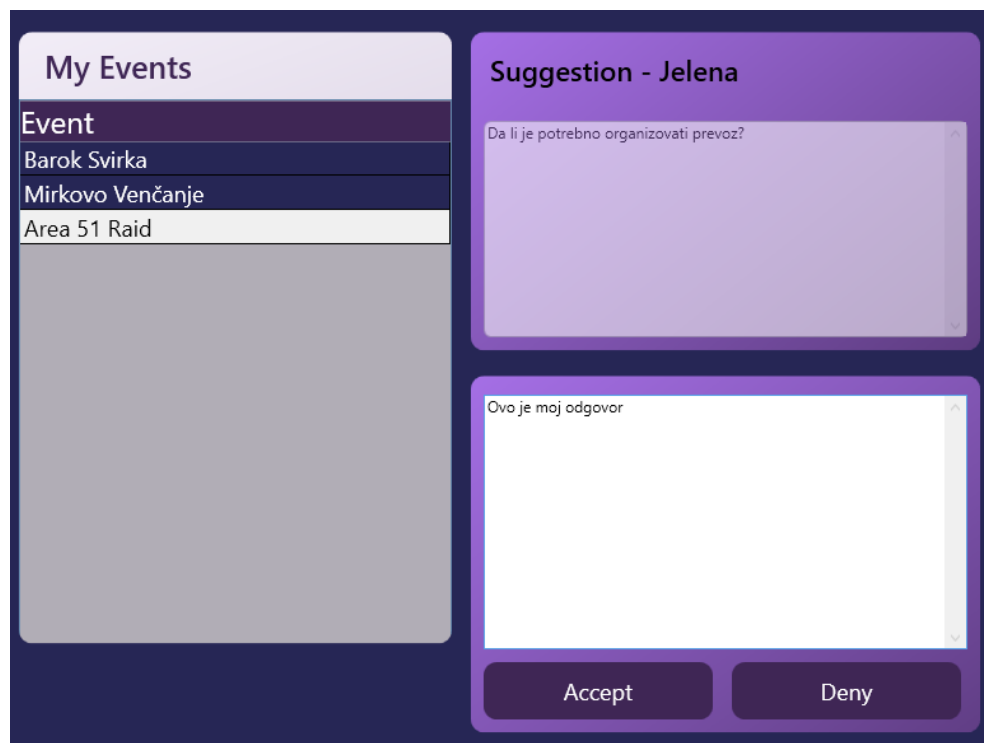 My Events
Event
Barok Svirka
Mirkovo Venčanje
Area 51 Raid
Suggestion - Jelena
Da li je potrebno organizovati prevoz?
Ovo je moj odgovor
Accept
Deny